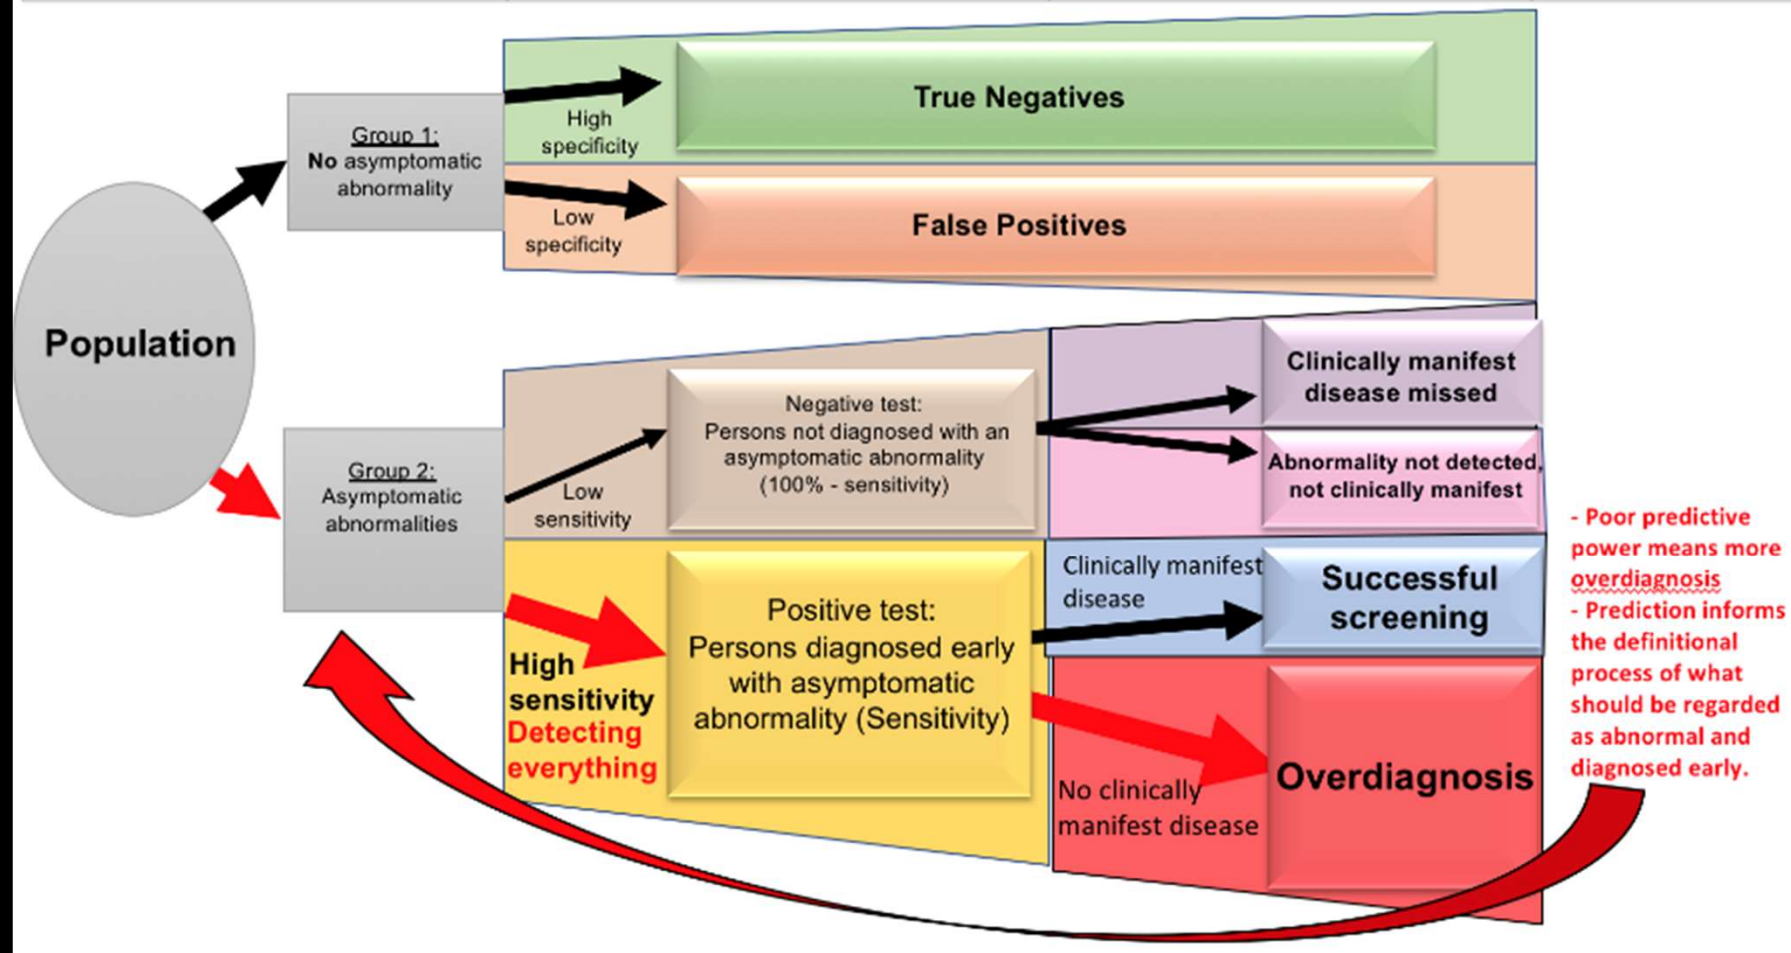 Population
Group 1:
No asymptomatic
abnormality
High
specificity
True Negatives
Low
specificity
False Positives
Group 2:
Asymptomatic
abnormalities
Low
sensitivity
Negative test:
Persons not diagnosed with an
asymptomatic abnormality
(100% - sensitivity)
Clinically manifest
disease missed
Abnormality not detected,
not clinically manifest
High
sensitivity
Detecting
everything
Positive test:
Persons diagnosed early
with asymptomatic
abnormality (Sensitivity)
Clinically manifest
disease
Successful
screening
No clinically
manifest disease
Overdiagnosis
- Poor predictive
power means more
overdiagnosis
- Prediction informs
the definitional
process of what
should be regarded
as abnormal and
diagnosed early.